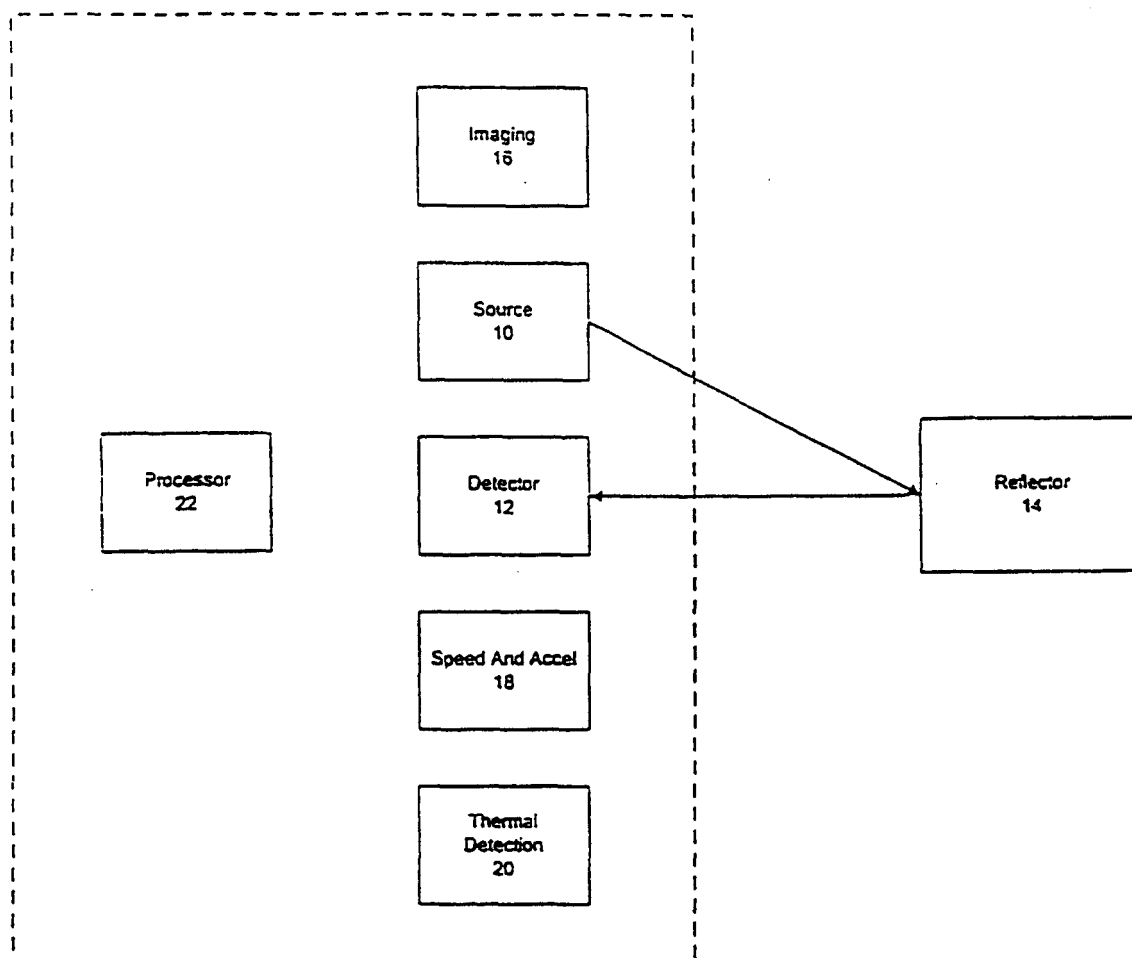 Imaging
16
Source
10
Processor
22
Detector
12
Reflector
14
Speed And Accel
18
Thermal
Detection
20